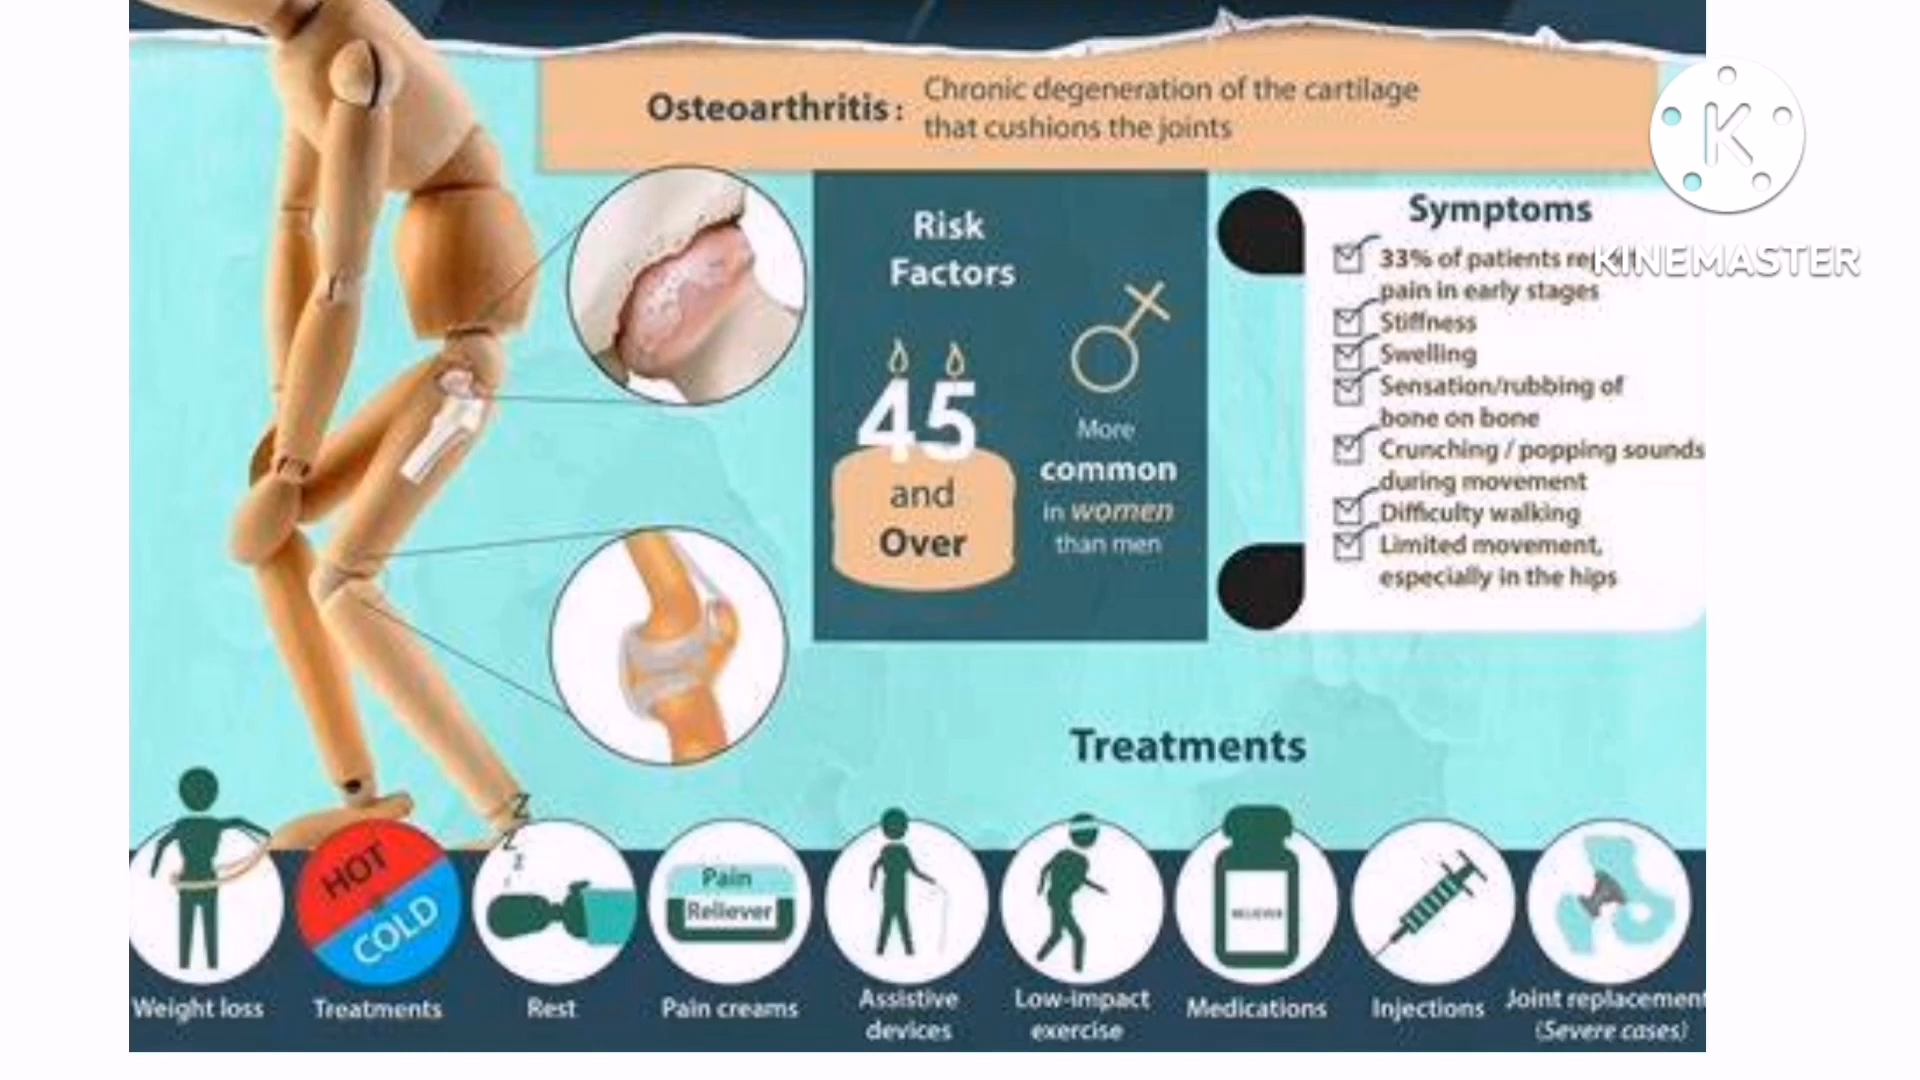 Osteoarthritis:
Chronic degeneration of the cartilage
that cushions the joints
Risk
Factors
45
and
Over
More
common
in women
than men
Symptoms
33% of patients
pain in early stages
Stiffness
Swelling
Sensation/rubbing of
bone on bone
Crunching / popping sounds
during movement
Difficulty walking
Limited movement,
especially in the hips
K
KINEMASTER
Treatments
HOT
COLD
z
z
z
Pain
Reliever
RELIEVER
Weight loss
Treatments
Rest
Pain creams
Assistive
devices
Low-impact
exercise
Medications
Injections
Joint replacement
(Severe cases)